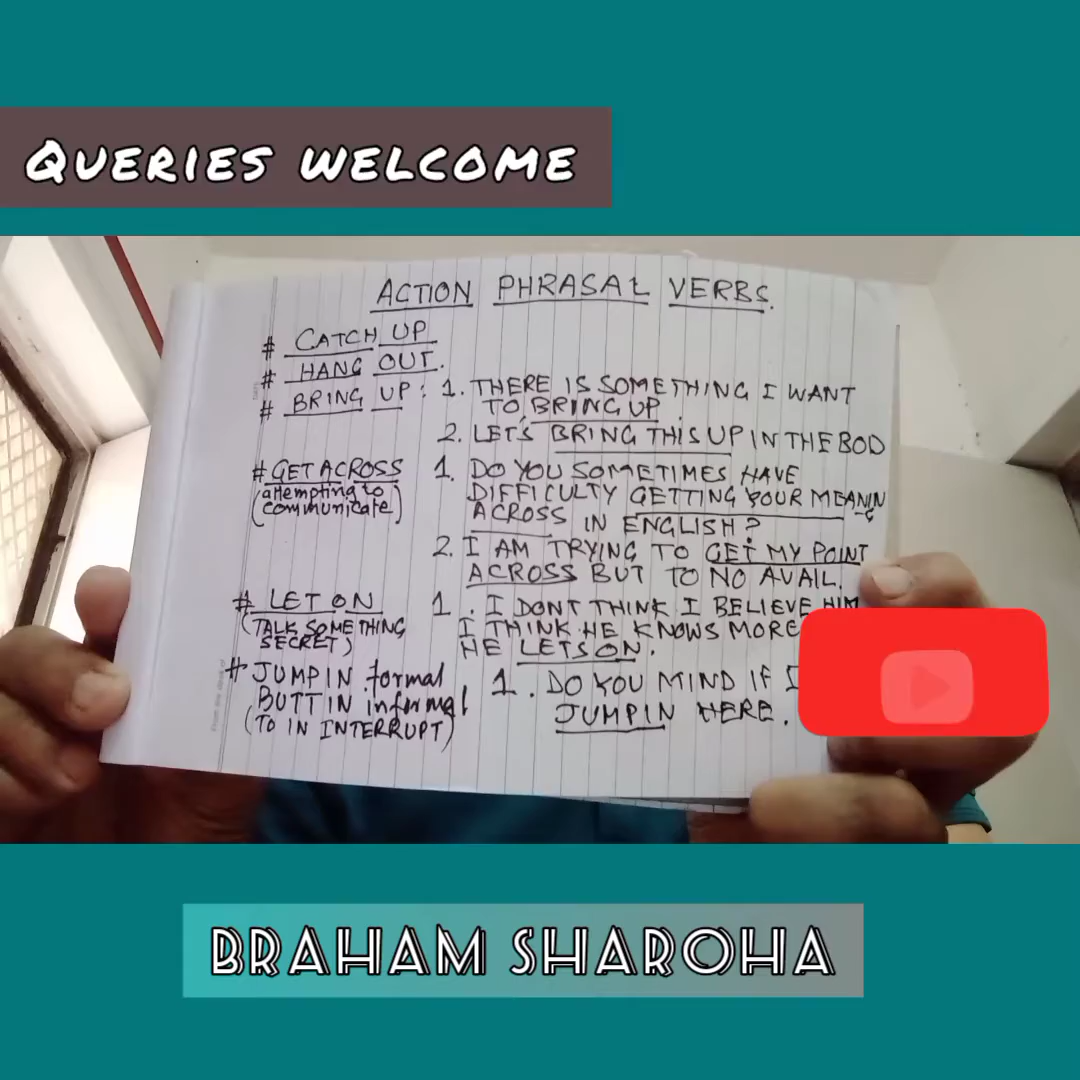 QUERIES WELCOME
ACTION PHRASAL VERBS.
# CATCH UP
# HANG OUT.
# BRING UP : 1. THERE IS SOMETHING I WANT
TO BRING UP.
2. LET'S BRING THIS UP IN THE BOD
# GET ACROSS 1. DO YOU SOMETIMES HAVE
(attempting to DIFFICULTY GETTING YOUR MEANING
communicate) ACROSS IN ENGLISH?
2. I AM TRYING TO GET MY POINT
ACROSS BUT TO NO AVAIL.
# LET ON 1. I DONT THINK I BELIEVE HIM
(TALK SOMETHING I THINK HE KNOWS MORE
SECRET) HE LETS ON.
# JUMP IN formal 1. DO YOU MIND IF I
BUTT IN informal JUMPIN HERE.
(TO IN INTERRUPT)
BRAHAM SHAROHA